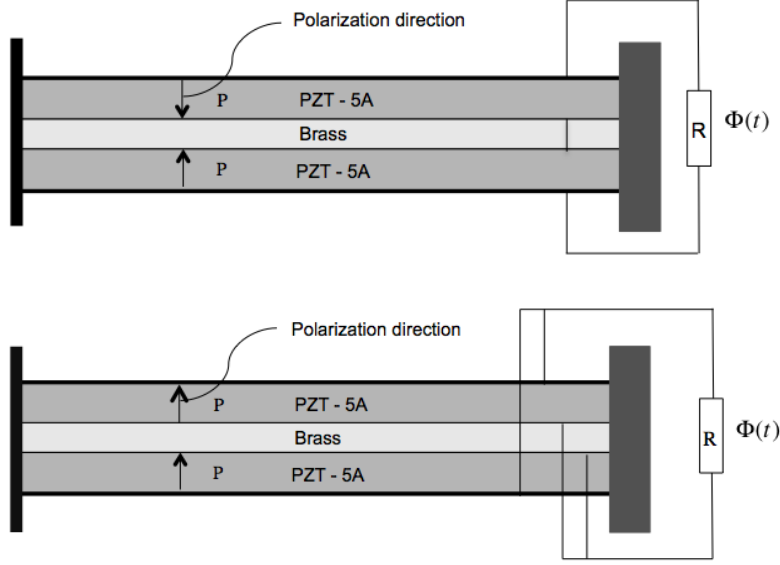 Polarization direction
P PZT - 5A
Brass
P PZT - 5A
R Φ(t)
Polarization direction
P PZT - 5A
Brass
P PZT - 5A
R Φ(t)